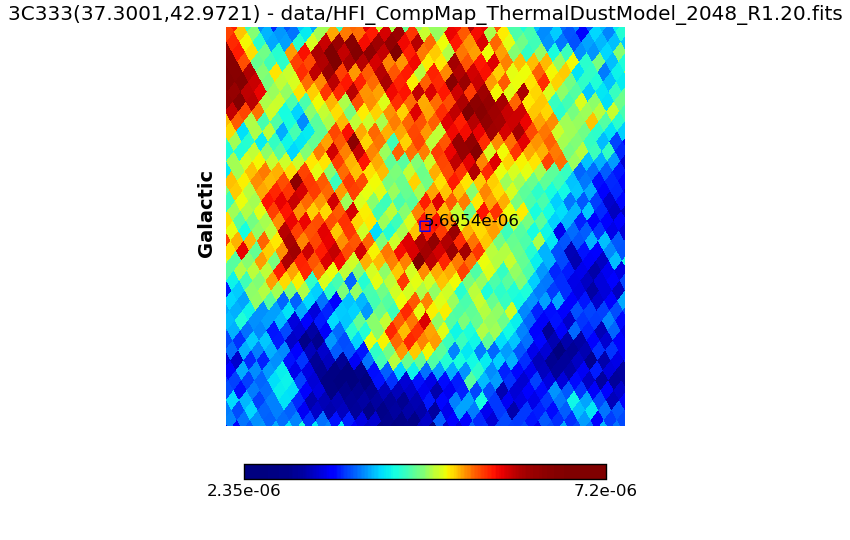 3C333(37.3001,42.9721) - data/HFI_CompMap_ThermalDustModel_2048_R1.20.fits
Galactic
5.6954e-06
2.35e-06 7.2e-06